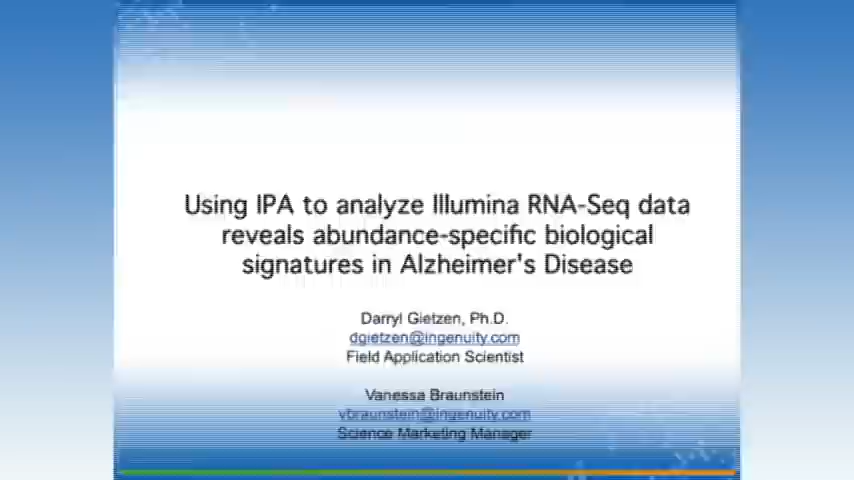 Using IPA to analyze Illumina RNA-Seq data
reveals abundance-specific biological
signatures in Alzheimer's Disease
Darryl Gietzen, Ph.D.
dgietzen@ingenuity.com
Field Application Scientist
Vanessa Braunstein
vbraunstein@ingenuity.com
Science Marketing Manager